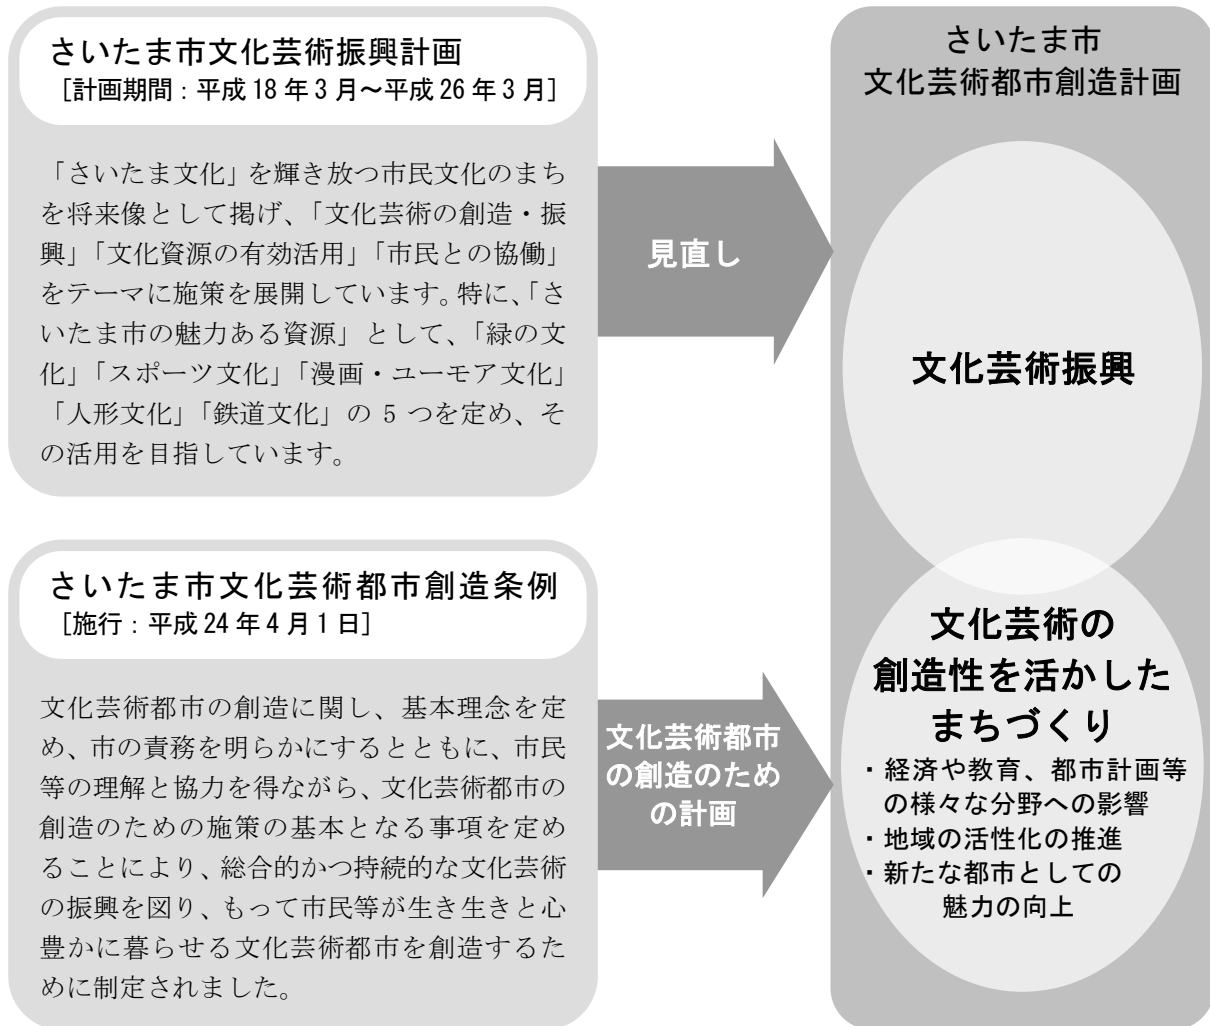 さいたま市文化芸術振興計画
［計画期間：平成 18 年 3 月～平成 26 年 3 月］
「さいたま文化」を輝き放つ市民文化のまち
を将来像として掲げ、「文化芸術の創造・振
興」「文化資源の有効活用」「市民との協働」
をテーマに施策を展開しています。特に、「さ
いたま市の魅力ある資源」として、「緑の文
化」「スポーツ文化」「漫画・ユーモア文化」
「人形文化」「鉄道文化」の 5 つを定め、そ
の活用を目指しています。
見直し
さいたま市文化芸術都市創造条例
［施行：平成 24 年 4 月 1 日］
文化芸術都市の創造に関し、基本理念を定
め、市の責務を明らかにするとともに、市民
等の理解と協力を得ながら、文化芸術都市の
創造のための施策の基本となる事項を定め
ることにより、総合的かつ持続的な文化芸術
の振興を図り、もって市民等が生き生きと心
豊かに暮らせる文化芸術都市を創造するた
めに制定されました。
文化芸術都市
の創造のため
の計画
さいたま市
文化芸術都市創造計画
文化芸術振興
文化芸術の
創造性を活かした
まちづくり
・経済や教育、都市計画等
の様々な分野への影響
・地域の活性化の推進
・新たな都市としての
魅力の向上